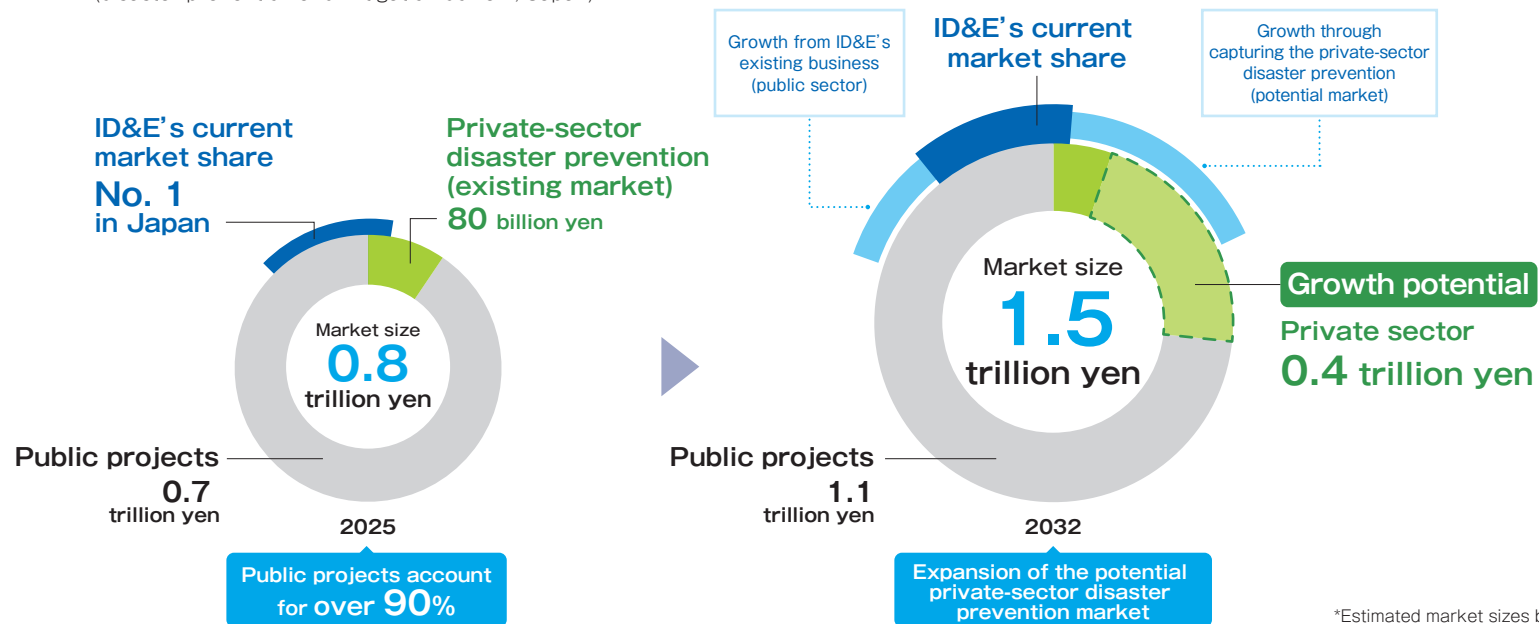 ID&E's current
market share
No. 1
in Japan
Private-sector
disaster prevention
(existing market)
80 billion yen
Market size
0.8
trillion yen
Public projects
0.7
trillion yen
2025
Public projects account
for over 90%
Growth from ID&E's
existing business
(public sector)
ID&E's current
market share
Growth through
capturing the private-sector
disaster prevention
(potential market)
Market size
1.5
trillion yen
Growth potential
Private sector
0.4 trillion yen
Public projects
1.1
trillion yen
2032
Expansion of the potential
private-sector disaster
prevention market
*Estimated market sizes